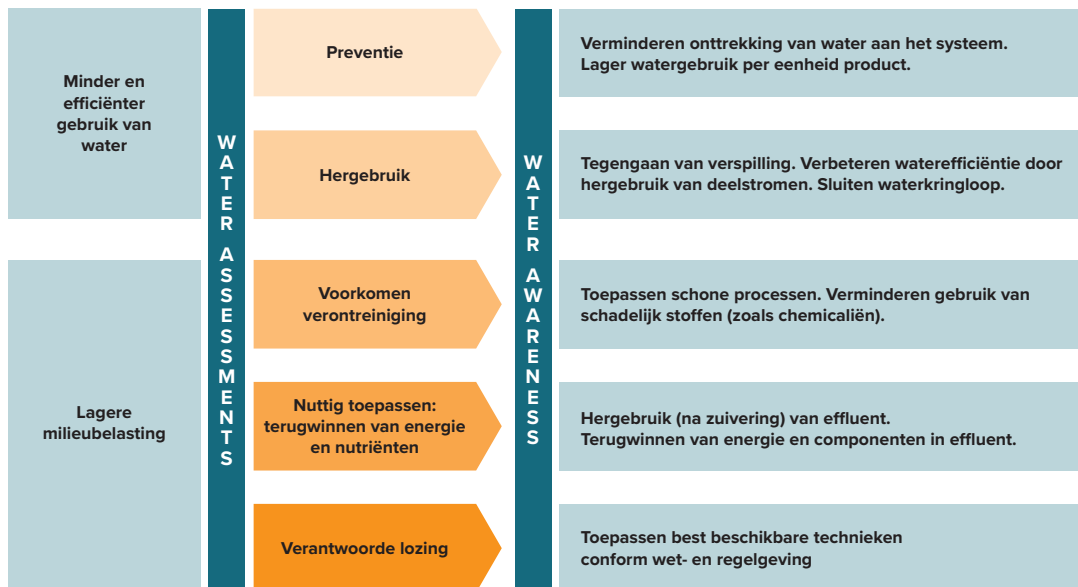 Minder en
efficiënter
gebruik van
water
Lagere
milieubelasting
WATER ASSESSMENTS
Preventie
Hergebruik
Voorkomen
verontreiniging
Nuttig toepassen:
terugwinnen van energie
en nutriënten
Verantwoorde lozing
WATER AWARENESS
Verminderen onttrekking van water aan het systeem.
Lager watergebruik per eenheid product.
Tegengaan van verspilling. Verbeteren waterefficiëntie door
hergebruik van deelstromen. Sluiten waterkringloop.
Toepassen schone processen. Verminderen gebruik van
schadelijk stoffen (zoals chemicaliën).
Hergebruik (na zuivering) van effluent.
Terugwinnen van energie en componenten in effluent.
Toepassen best beschikbare technieken
conform wet- en regelgeving